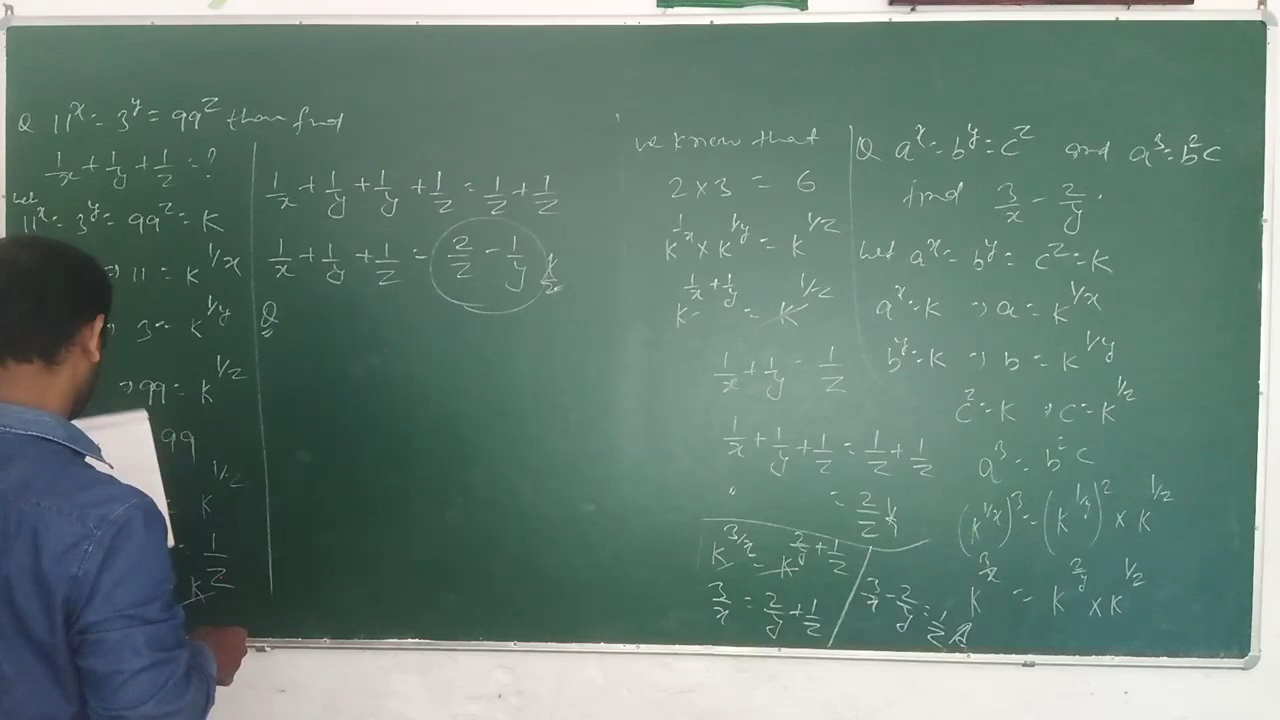 Q 11^x = 3^y = 99^z than find
1/x + 1/y + 1/z = ?
Let
11^x = 3^y = 99^z = K
⇒ 11 = K^1/x
⇒ 3 = K^1/y
⇒ 99 = K^1/z
99
K^1/z
K^1/z
1/x + 1/y + 1/y + 1/z = 1/z + 1/z
1/x + 1/y + 1/z = 2/z - 1/y
Q
we know that
2 × 3 = 6
K^1/x × K^1/y = K^1/z
K^1/x + 1/y = K^1/z
1/x + 1/y = 1/z
1/x + 1/y + 1/z = 1/z + 1/z
" = 2/z
K^3/x = K^2/y + 1/z
3/x = 2/y + 1/z
3/x - 2/y = 1/z
Q a^x = b^y = c^z and a^3 = b^2 c
find 3/x - 2/y .
Let a^x = b^y = c^z = K
a^x = K ⇒ a = K^1/x
b^y = K ⇒ b = K^1/y
c^z = K ⇒ c = K^1/z
a^3 = b^2 c
(K^1/x)^3 = (K^1/y)^2 × K^1/z
K^3/x = K^2/y × K^1/z